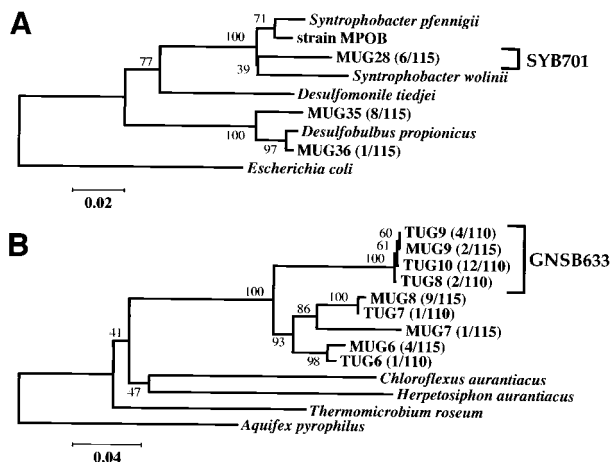 A
71
Syntrophobacter pfennigii
100
strain MPOB
MUG28 (6/115)
SYB701
77
39
Syntrophobacter wolinii
Desulfomonile tiedjei
MUG35 (8/115)
100
Desulfobulbus propionicus
97
MUG36 (1/115)
Escherichia coli
0.02
B
60
TUG9 (4/110)
61
MUG9 (2/115)
GNSB633
100
TUG10 (12/110)
TUG8 (2/110)
100
100
MUG8 (9/115)
86
TUG7 (1/110)
93
MUG7 (1/115)
41
MUG6 (4/115)
98
TUG6 (1/110)
Chloroflexus aurantiacus
47
Herpetosiphon aurantiacus
Thermomicrobium roseum
Aquifex pyrophilus
0.04